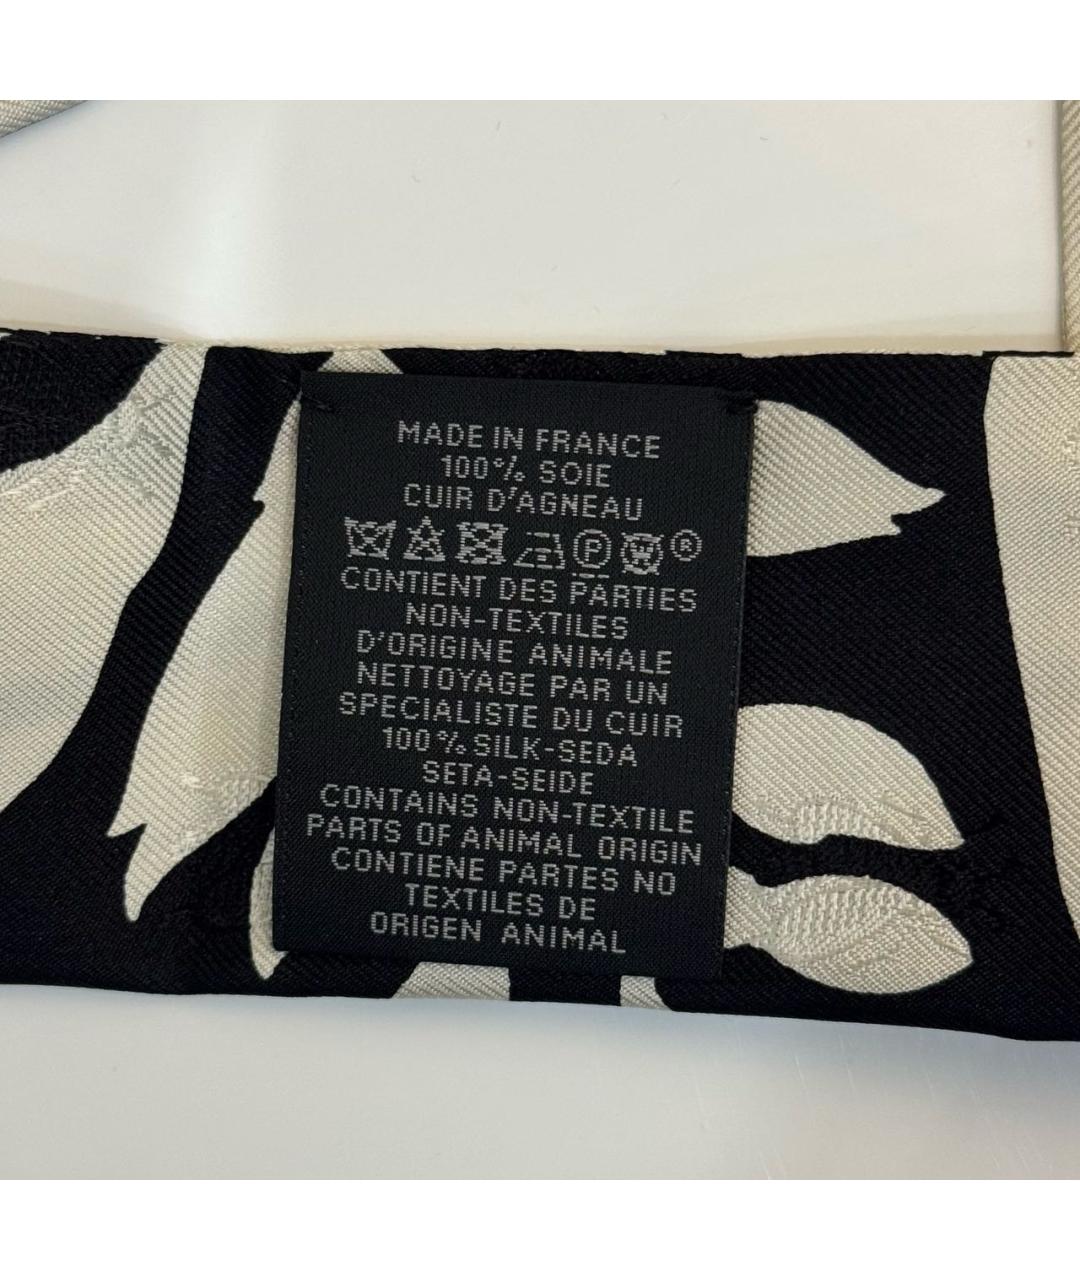 MADE IN FRANCE
100% SOIE
CUIR D'AGNEAU
P W ®
CONTIENT DES PARTIES
NON-TEXTILES
D'ORIGINE ANIMALE
NETTOYAGE PAR UN
SPECIALISTE DU CUIR
100% SILK-SEDA
SETA-SEIDE
CONTAINS NON-TEXTILE
PARTS OF ANIMAL ORIGIN
CONTIENE PARTES NO
TEXTILES DE
ORIGEN ANIMAL